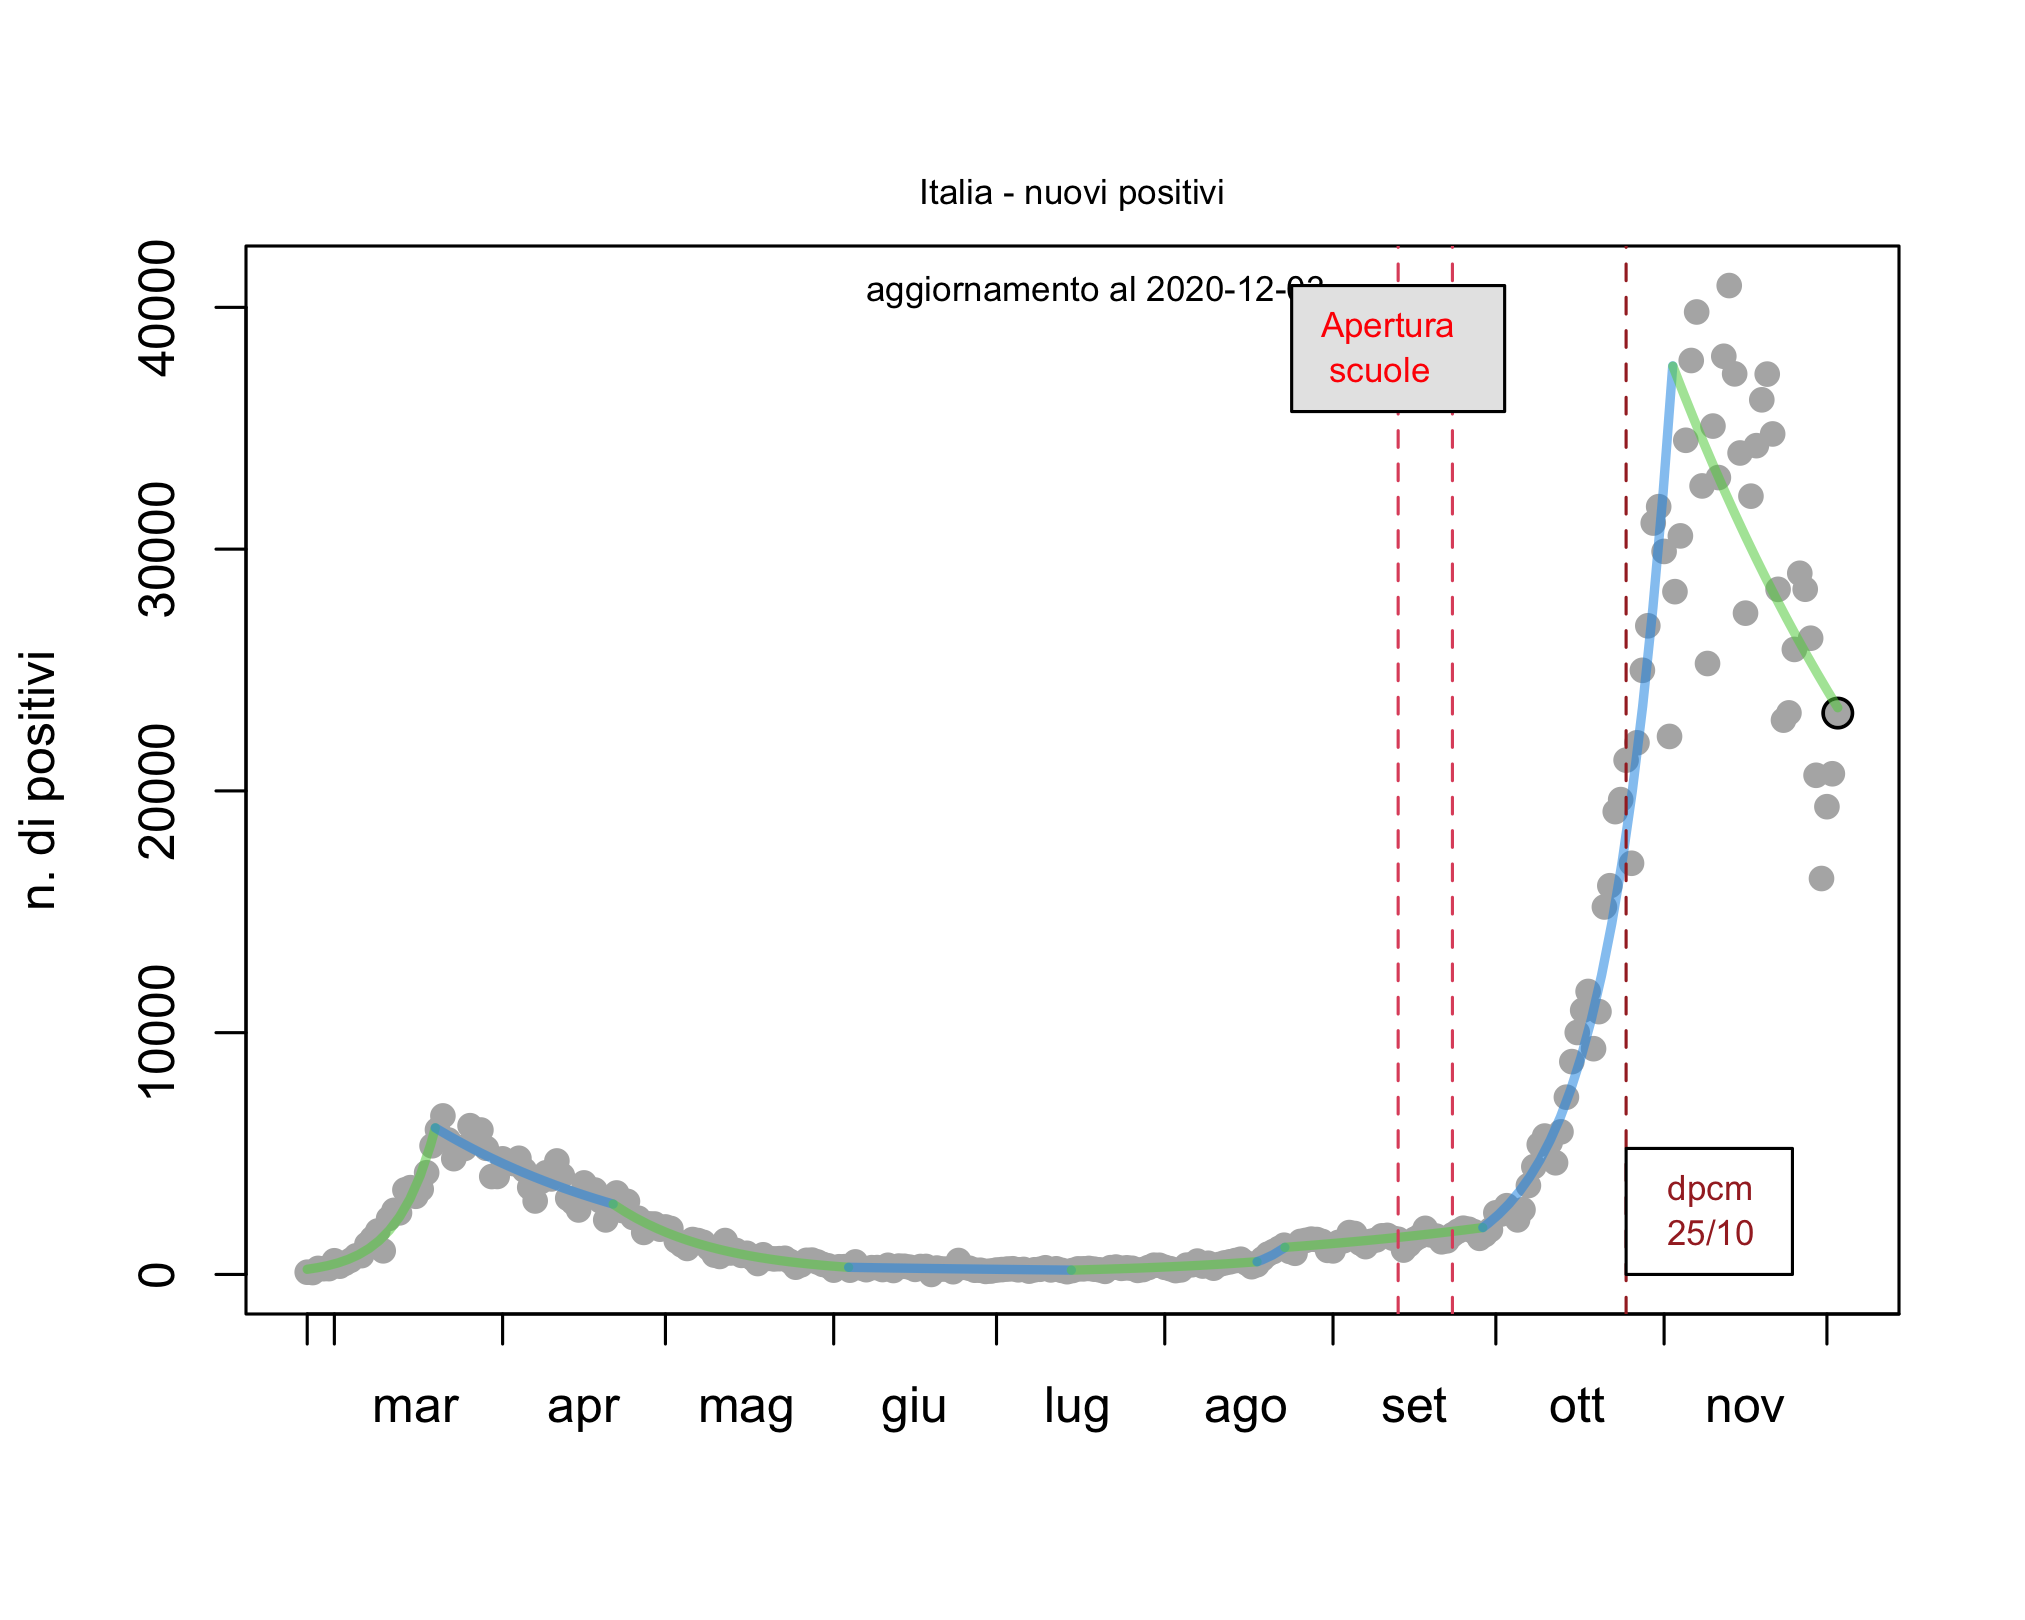 Italia - nuovi positivi
aggiornamento al 2020-12-
Apertura
scuole
n. di positivi
40000
30000
20000
10000
0
dpcm
25/10
mar apr mag giu lug ago set ott nov